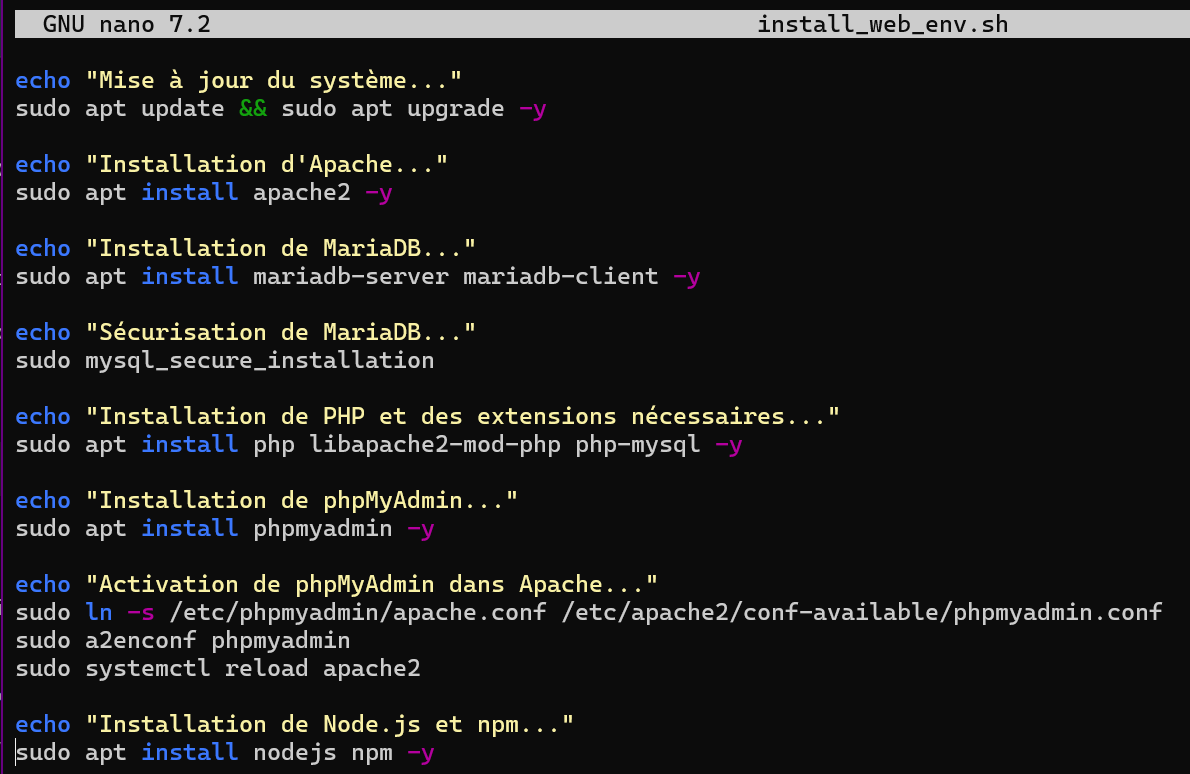 GNU nano 7.2 install_web_env.sh
echo "Mise à jour du système..."
sudo apt update && sudo apt upgrade -y
echo "Installation d'Apache..."
sudo apt install apache2 -y
echo "Installation de MariaDB..."
sudo apt install mariadb-server mariadb-client -y
echo "Sécurisation de MariaDB..."
sudo mysql_secure_installation
echo "Installation de PHP et des extensions nécessaires..."
sudo apt install php libapache2-mod-php php-mysql -y
echo "Installation de phpMyAdmin..."
sudo apt install phpmyadmin -y
echo "Activation de phpMyAdmin dans Apache..."
sudo ln -s /etc/phpmyadmin/apache.conf /etc/apache2/conf-available/phpmyadmin.conf
sudo a2enconf phpmyadmin
sudo systemctl reload apache2
echo "Installation de Node.js et npm..."
sudo apt install nodejs npm -y